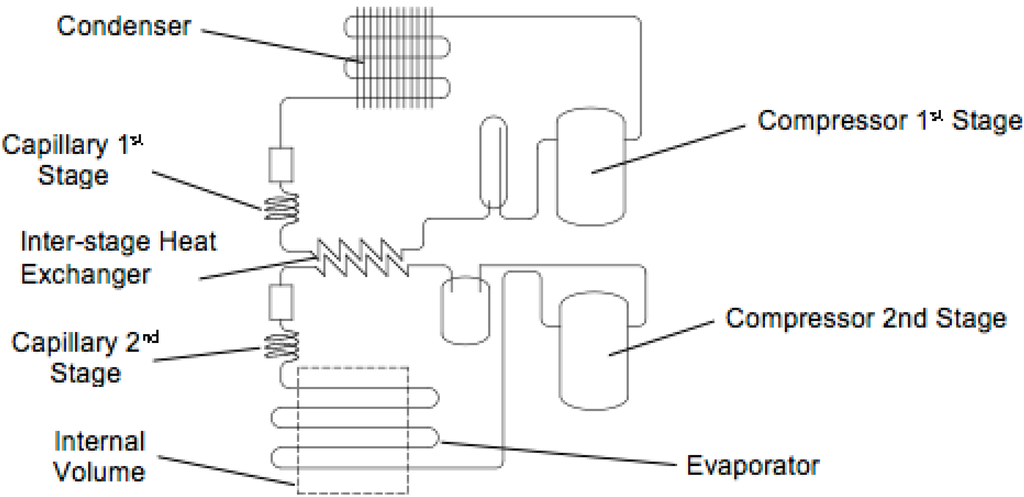 Condenser
Compressor 1st Stage
Capillary 1st
Stage
Inter-stage Heat
Exchanger
Compressor 2nd Stage
Capillary 2nd
Stage
Internal
Volume
Evaporator